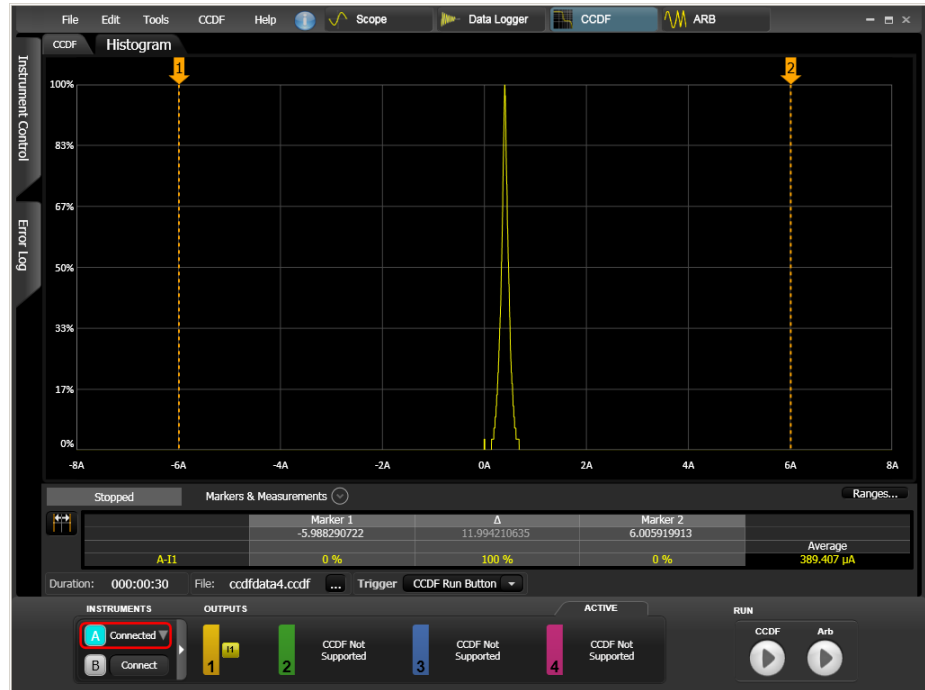 File Edit Tools CCDF Help i Scope Data Logger CCDF ARB
CCDF Histogram
Instrument Control
Error Log
1 2
100%
83%
67%
50%
33%
17%
0%
-8A -6A -4A -2A 0A 2A 4A 6A 8A
Stopped Markers & Measurements Ranges...
Marker 1 Δ Marker 2
-5.988290722 11.994210635 6.005919913
Average
A-I1 0 % 100 % 0 % 389.407 µA
Duration: 000:00:30 File: ccdfdata4.ccdf ... Trigger CCDF Run Button
INSTRUMENTS OUTPUTS ACTIVE RUN
A Connected
B Connect
1 I1
2 CCDF Not
Supported
3 CCDF Not
Supported
4 CCDF Not
Supported
CCDF Arb